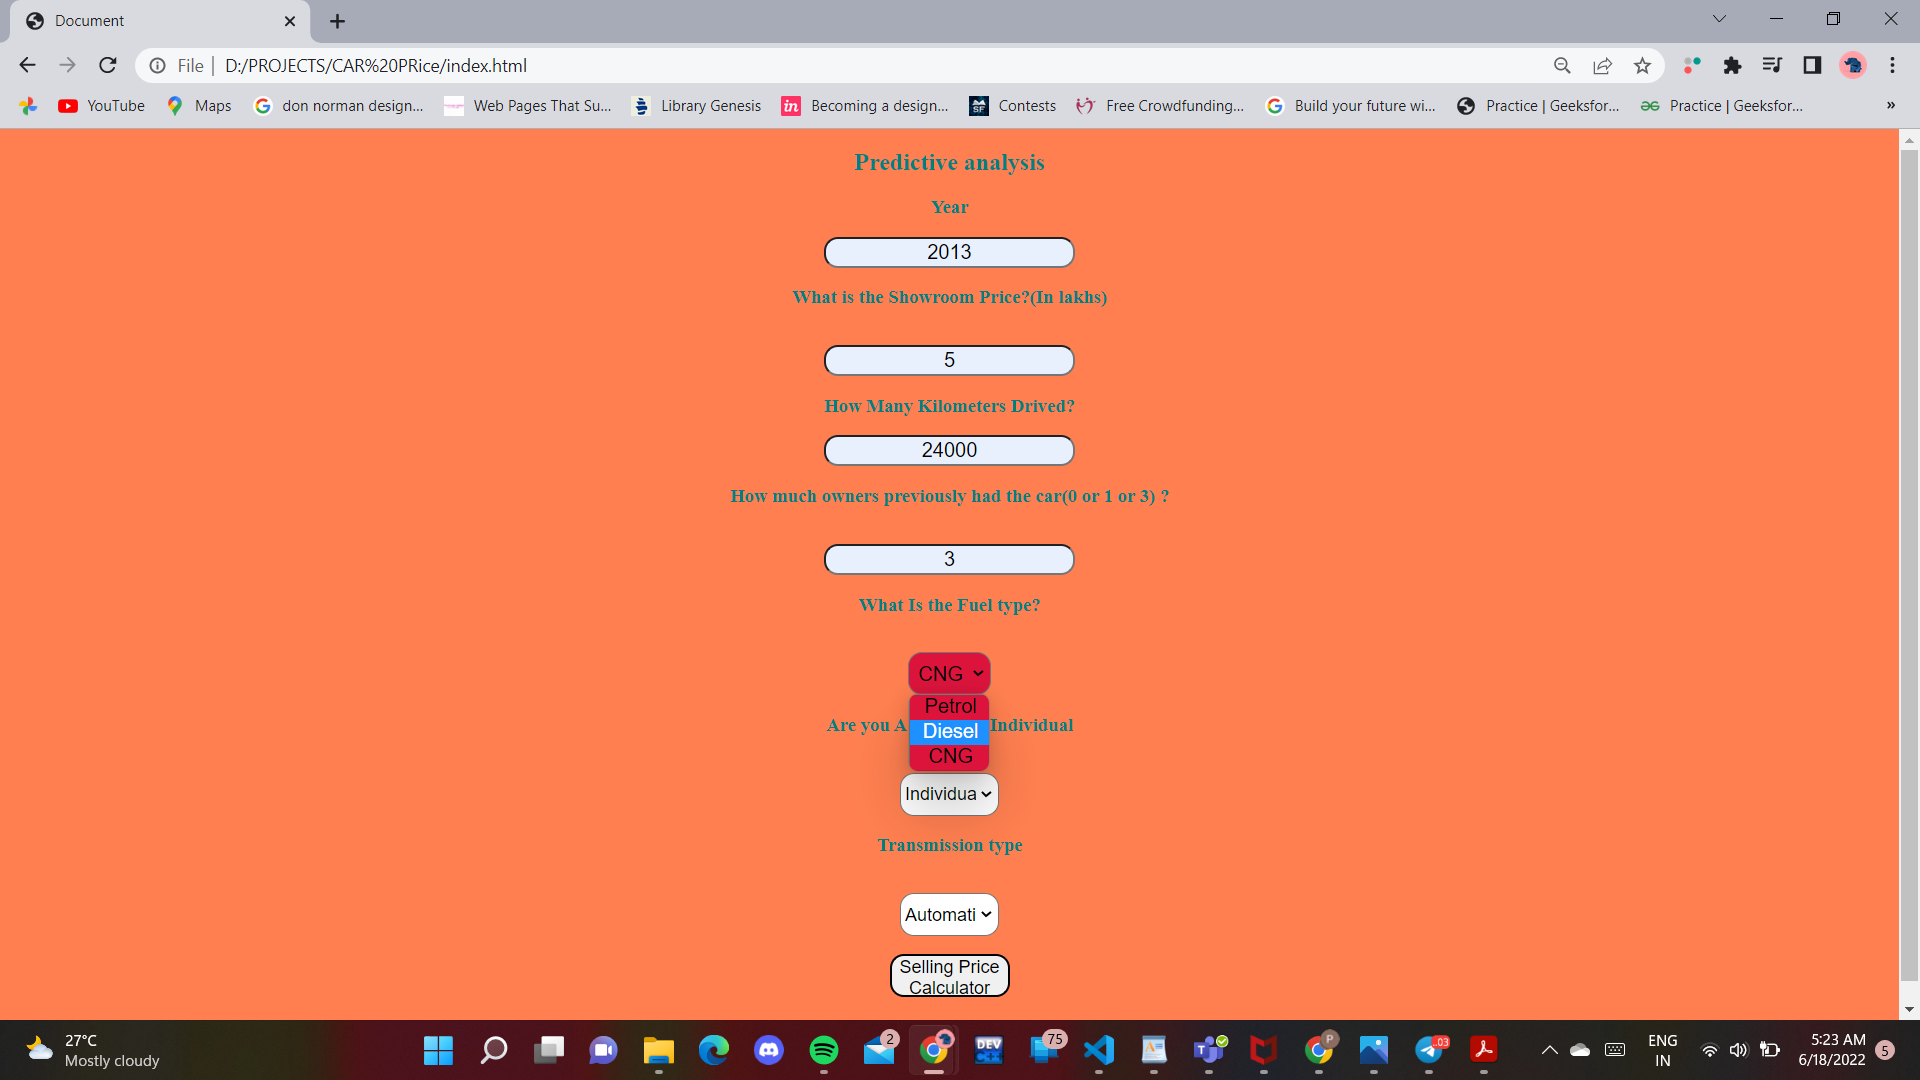 Document
File
D:/PROJECTS/CAR%20PRice/index.html
YouTube
Maps
don norman design...
Web Pages That Su...
Library Genesis
in
Becoming a design...
SF
Contests
Free Crowdfunding...
Build your future wi...
Practice | Geeksfor...
Practice | Geeksfor...
»
Predictive analysis
Year
2013
What is the Showroom Price?(In lakhs)
5
How Many Kilometers Drived?
24000
How much owners previously had the car(0 or 1 or 3) ?
3
What Is the Fuel type?
CNG
Petrol
Are you A Individual
Diesel
CNG
Individua
Transmission type
Automati
Selling Price
Calculator
27°C
Mostly cloudy
2
DEV
C++
75
P
..03
ENG
IN
5:23 AM
6/18/2022
5